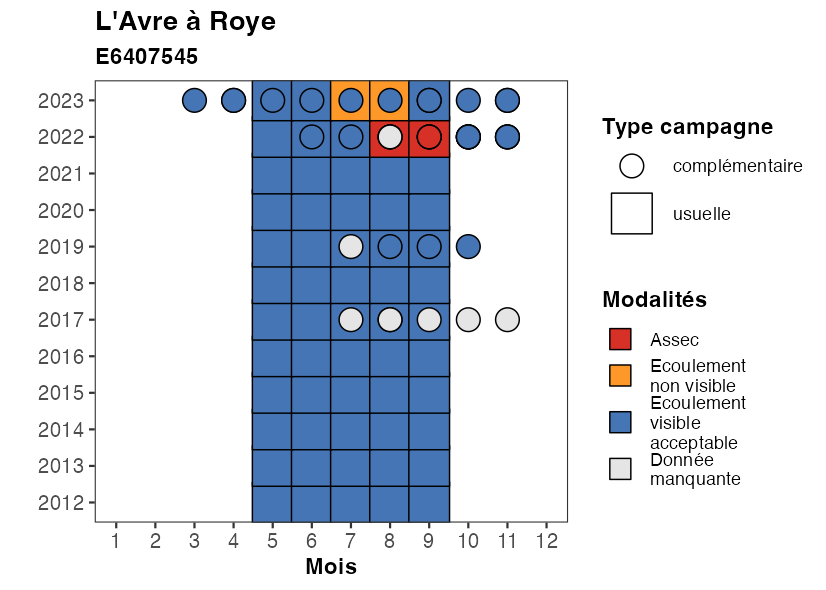 L'Avre à Roye
E6407545
2023
2022
2021
2020
2019
2018
2017
2016
2015
2014
2013
2012
1 2 3 4 5 6 7 8 9 10 11 12
Mois
Type campagne
complémentaire
usuelle
Modalités
Assec
Ecoulement
non visible
Ecoulement
visible
acceptable
Donnée
manquante